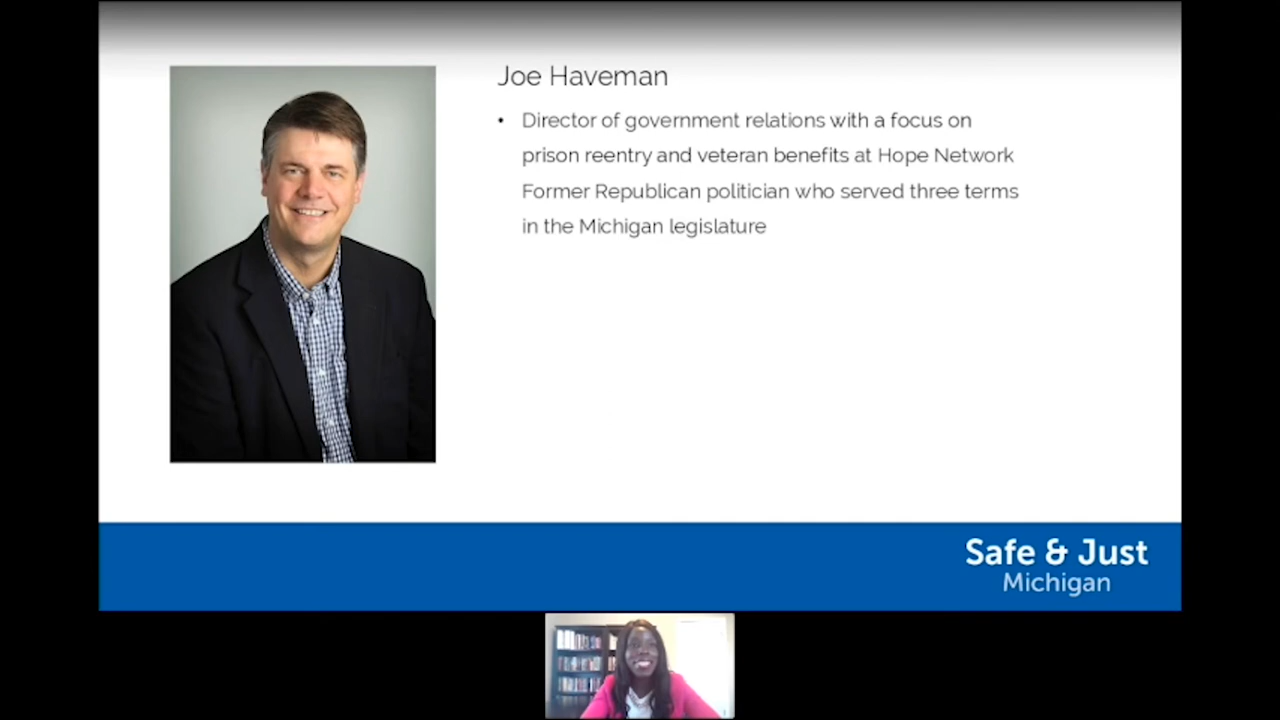 Joe Haveman
• Director of government relations with a focus on
prison reentry and veteran benefits at Hope Network
Former Republican politician who served three terms
in the Michigan legislature
Safe & Just
Michigan